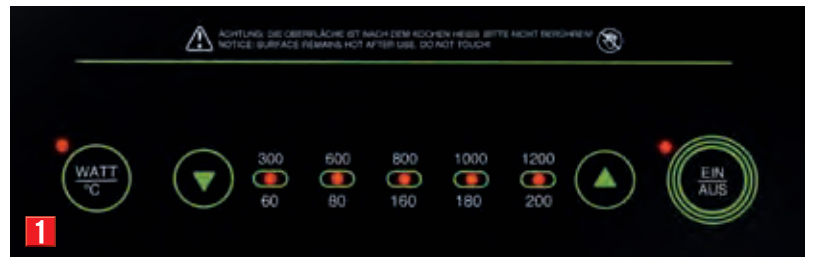 ACHTUNG: DIE OBERFLÄCHE IST NACH DEM KOCHEN HEISS BITTE NICHT BERÜHREN!
NOTICE: SURFACE REMAINS HOT AFTER USE, DO NOT TOUCH!
300 600 800 1000 1200
WATT
°C
60 80 160 180 200
EIN
AUS
1